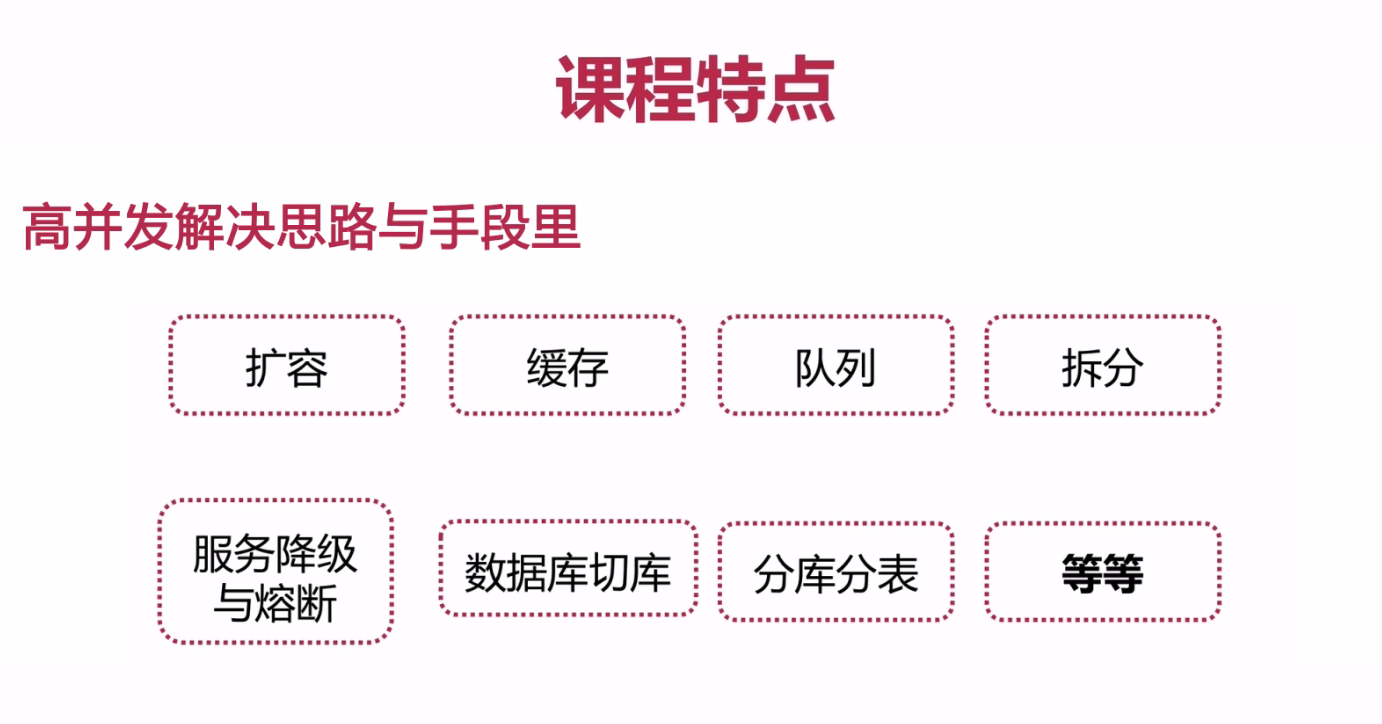 课程特点
高并发解决思路与手段里
扩容
缓存
队列
拆分
服务降级
与熔断
数据库切库
分库分表
等等